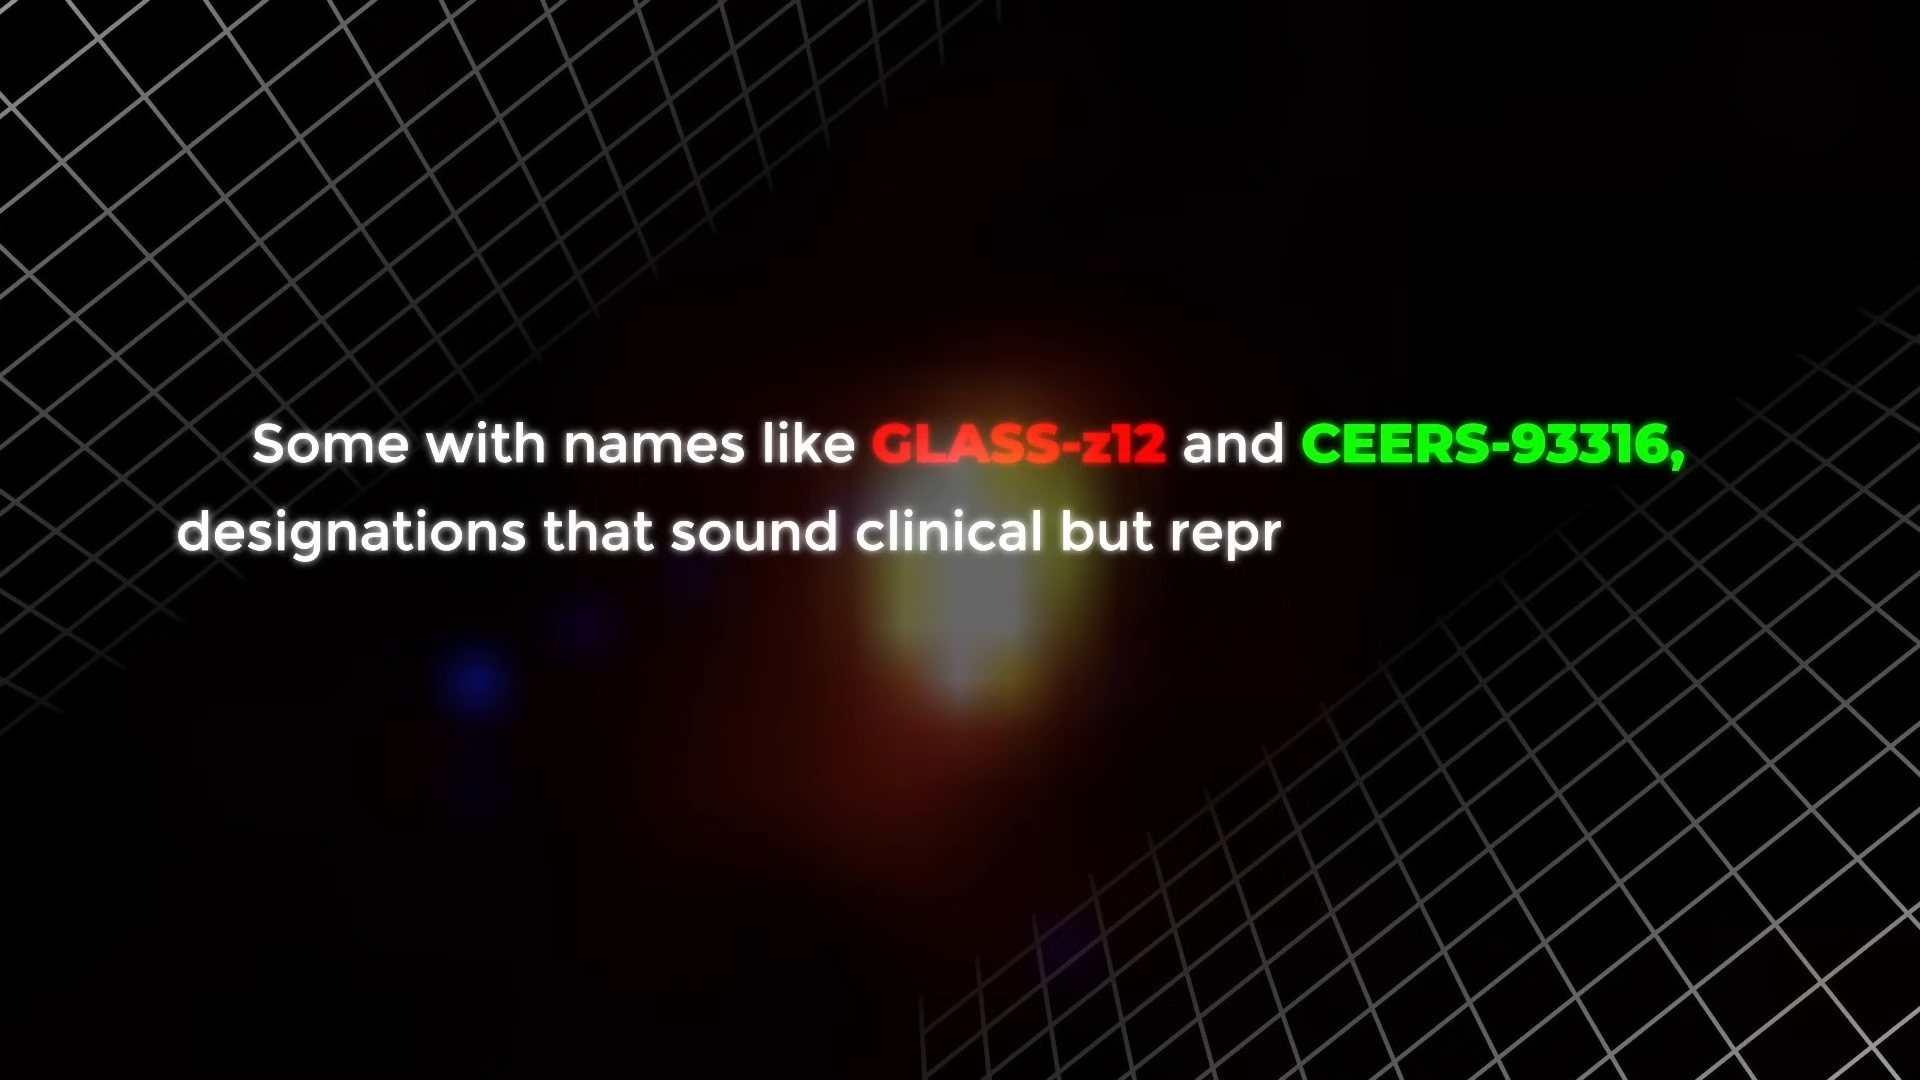 Some with names like GLASS-z12 and CEERS-93316,
designations that sound clinical but repr